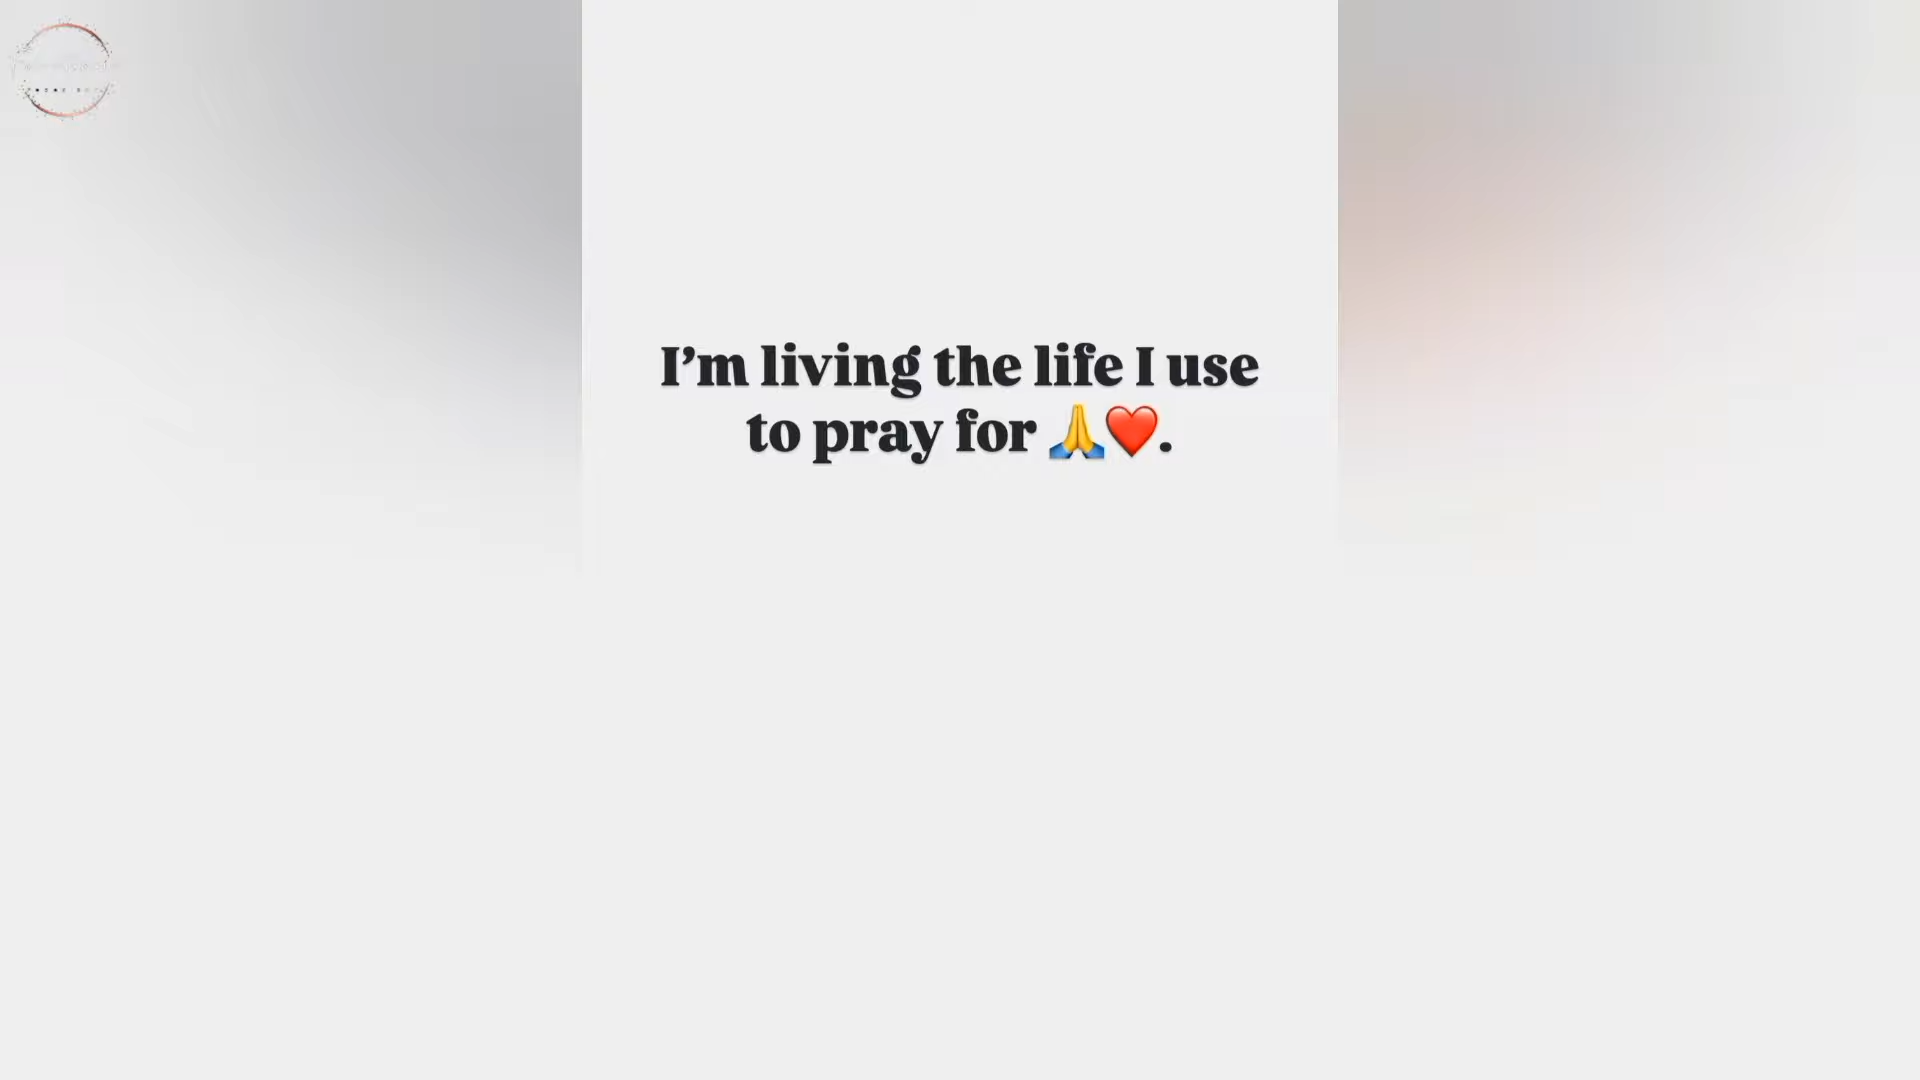 I’m living the life I use
to pray for 🙏❤️.